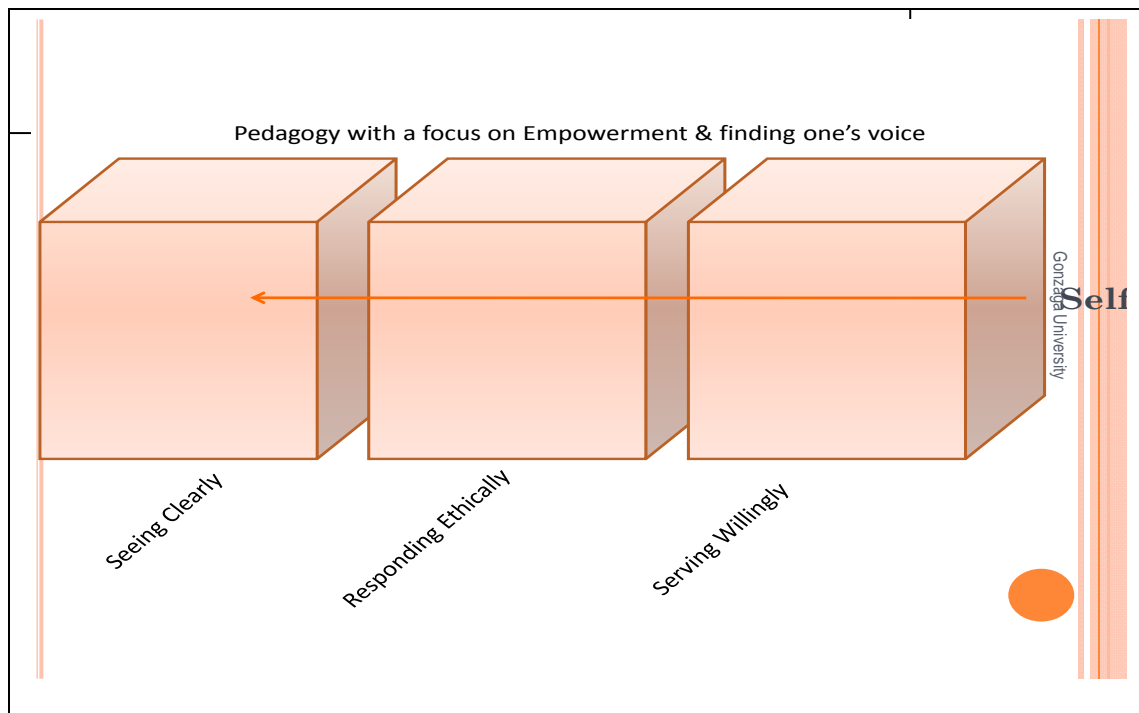 Pedagogy with a focus on Empowerment & finding one's voice
Gonzaga University
Self
Seeing Clearly
Responding Ethically
Serving Willingly